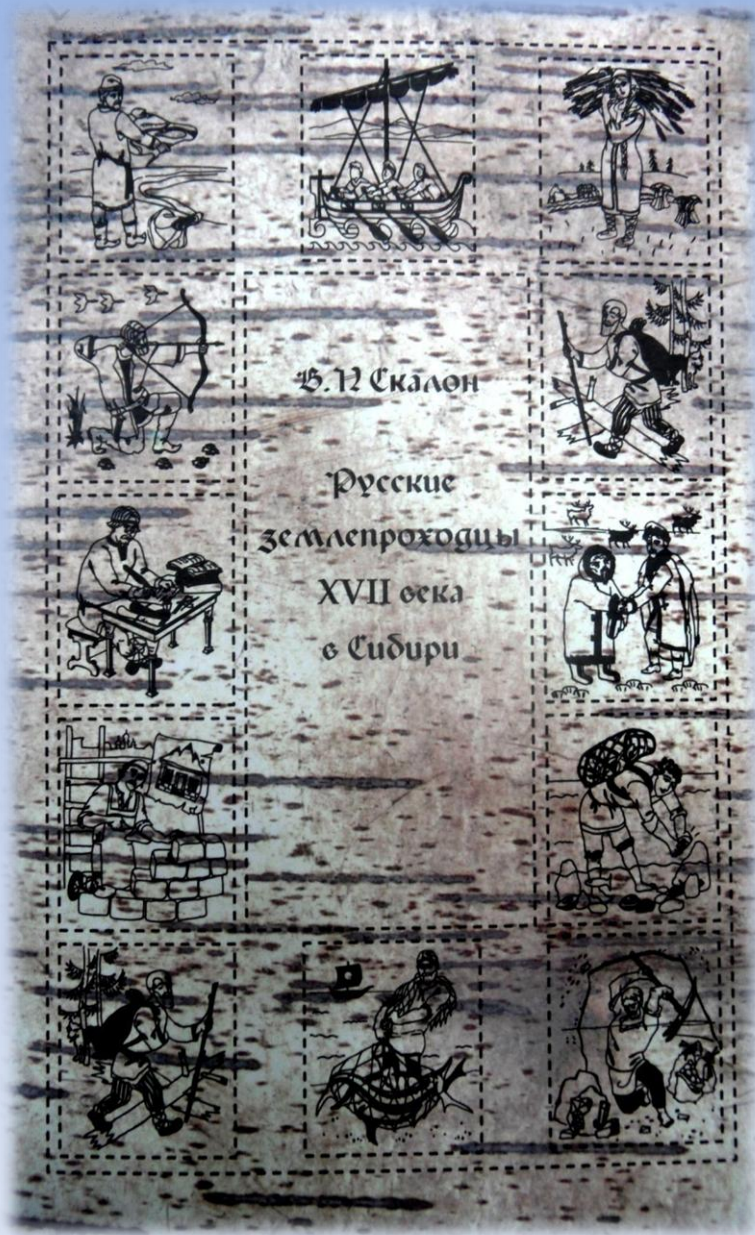 В. Н Скалон
Русские
землепроходцы
XVII века
в Сибири